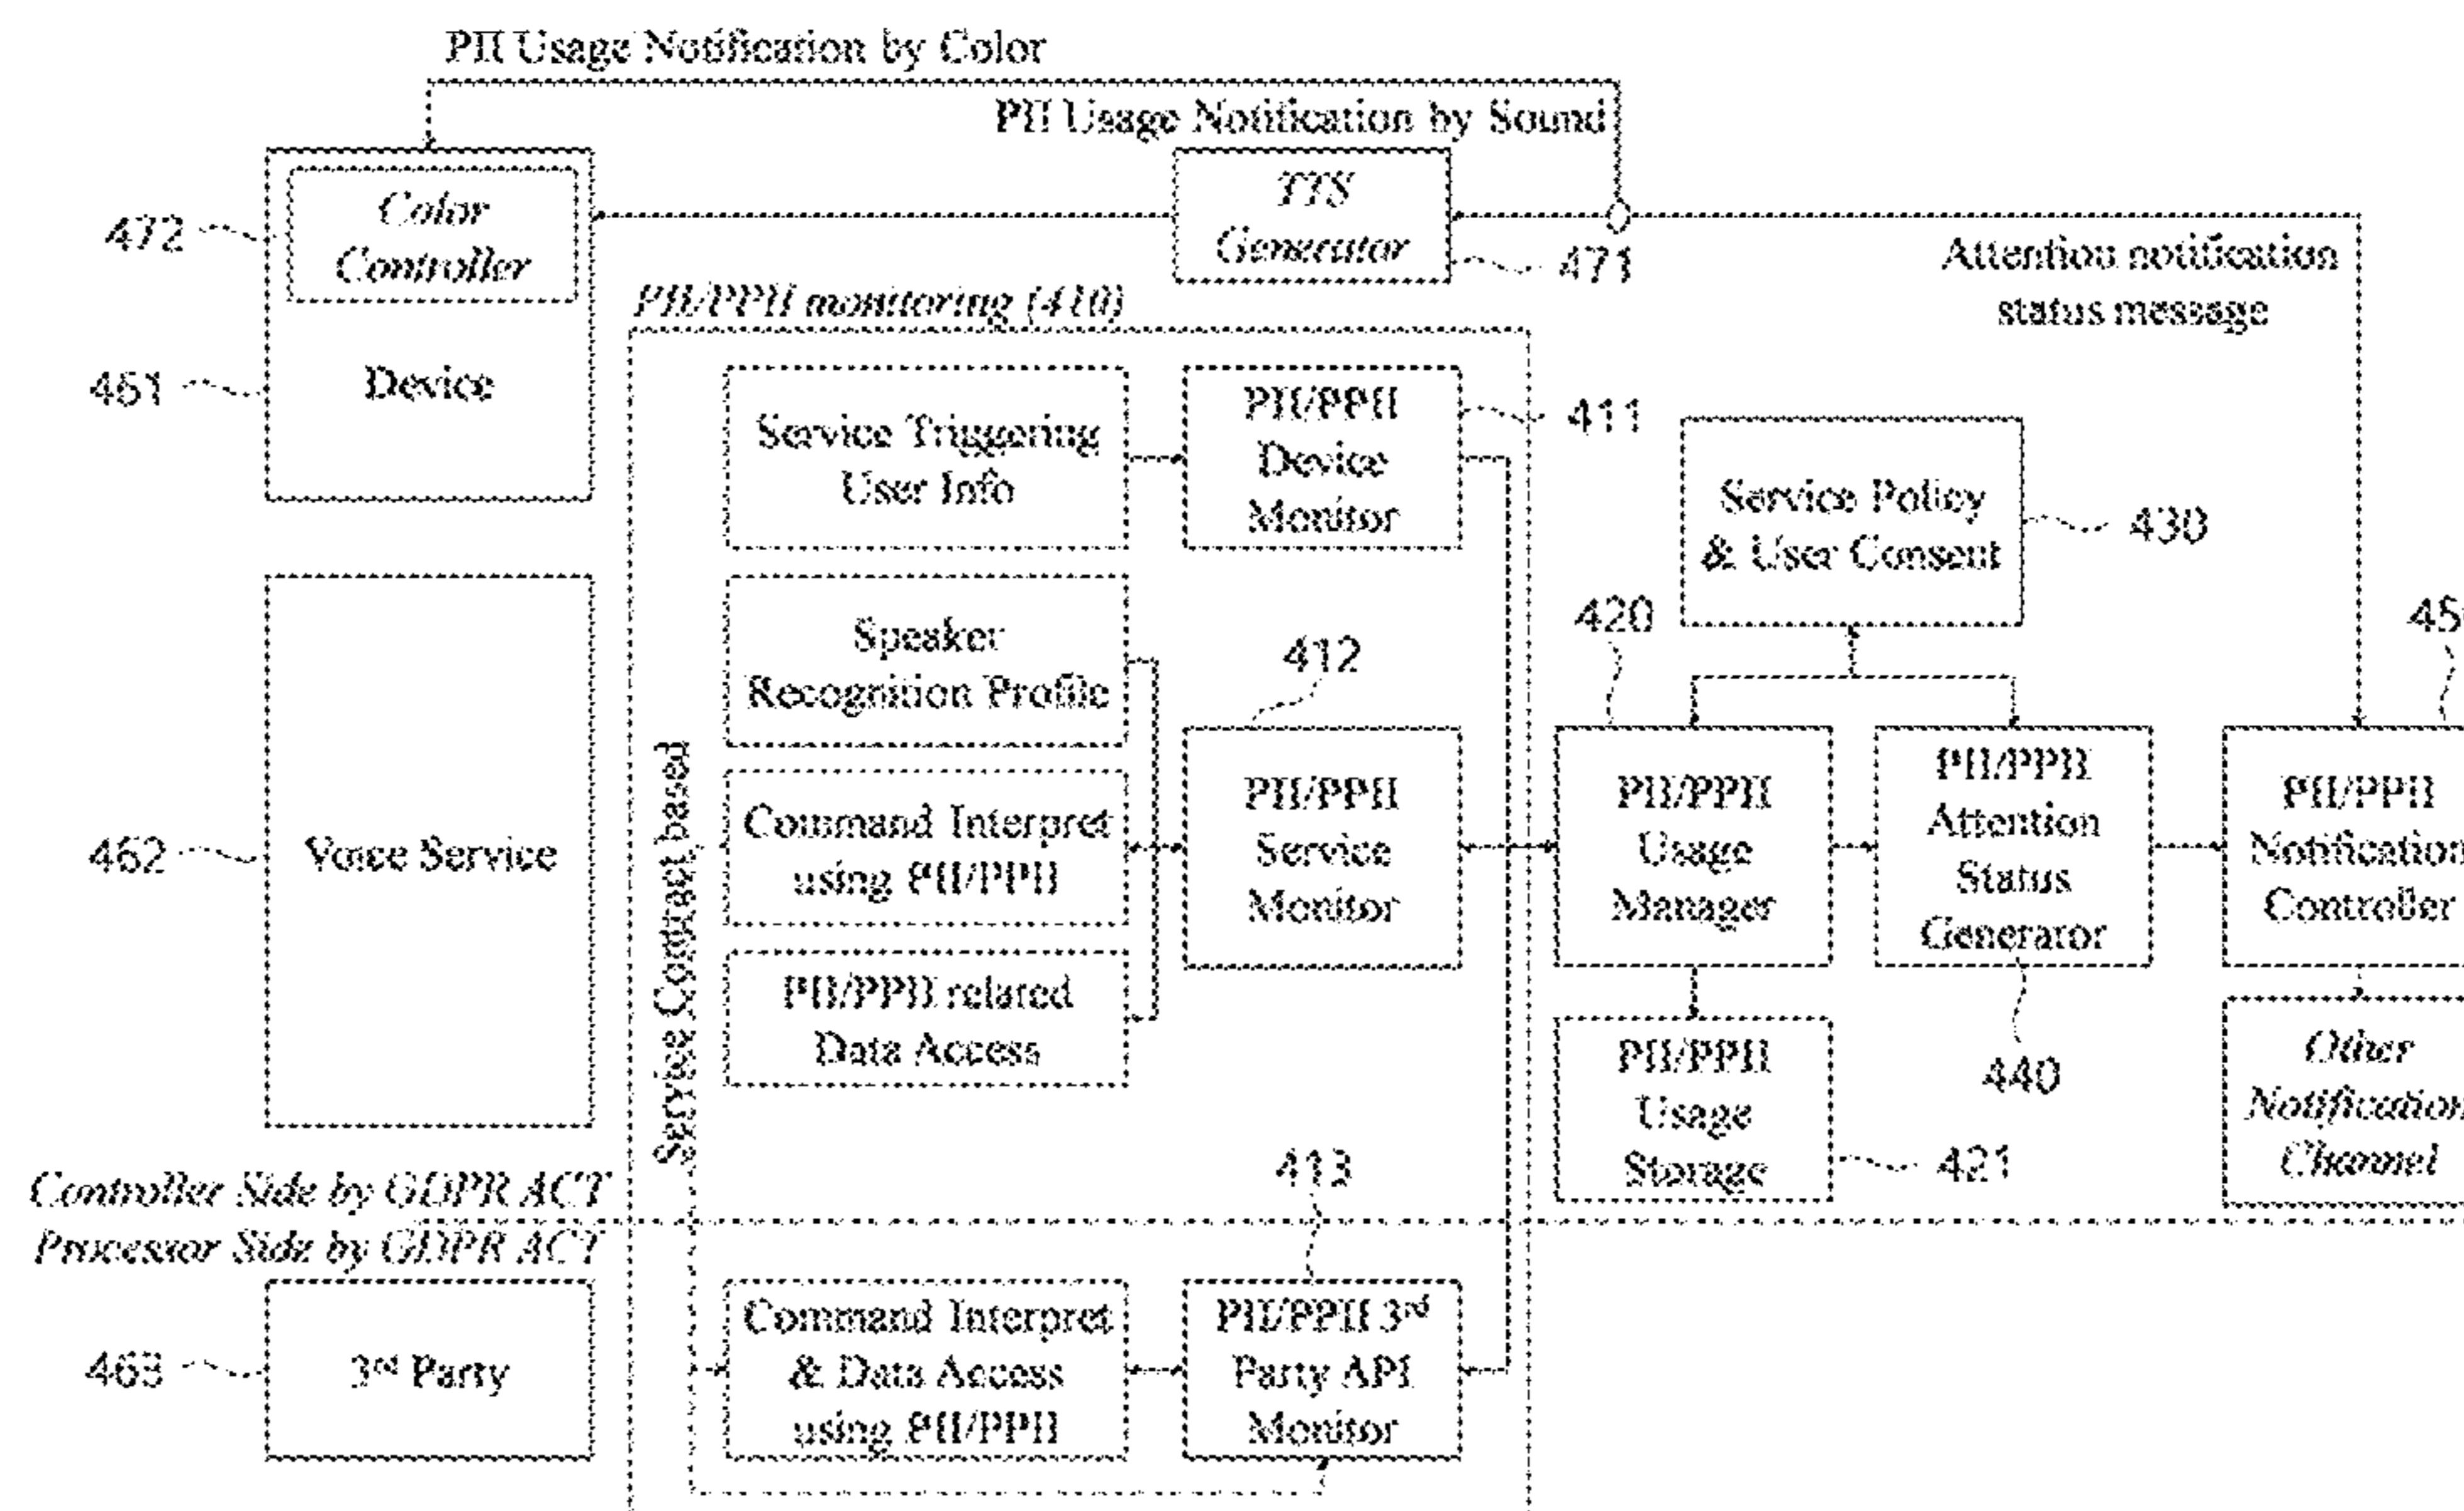 PII Usage Notification by Color
PII Usage Notification by Sound
472
Color
Controller
TTS
Generator
471
Attention notification
status message
PII/PPII monitoring (410)
461
Device
Service Triggering
User Info
PII/PPII
Device
Monitor
411
Service Policy
& User Consent
430
Speaker
Recognition Profile
412
420
462
Voice Service
Service Contract based
Command Interpret
using PII/PPII
PII/PPII
Service
Monitor
PII/PPII
Usage
Manager
PII/PPII
Attention
Status
Generator
PII/PPII
Notification
Controller
PII/PPII related
Data Access
PII/PPII
Usage
Storage
421
440
Other
Notification
Channel
413
Controller Side by GDPR ACT
Processor Side by GDPR ACT
463
3rd Party
Command Interpret
& Data Access
using PII/PPII
PII/PPII 3rd
Party API
Monitor